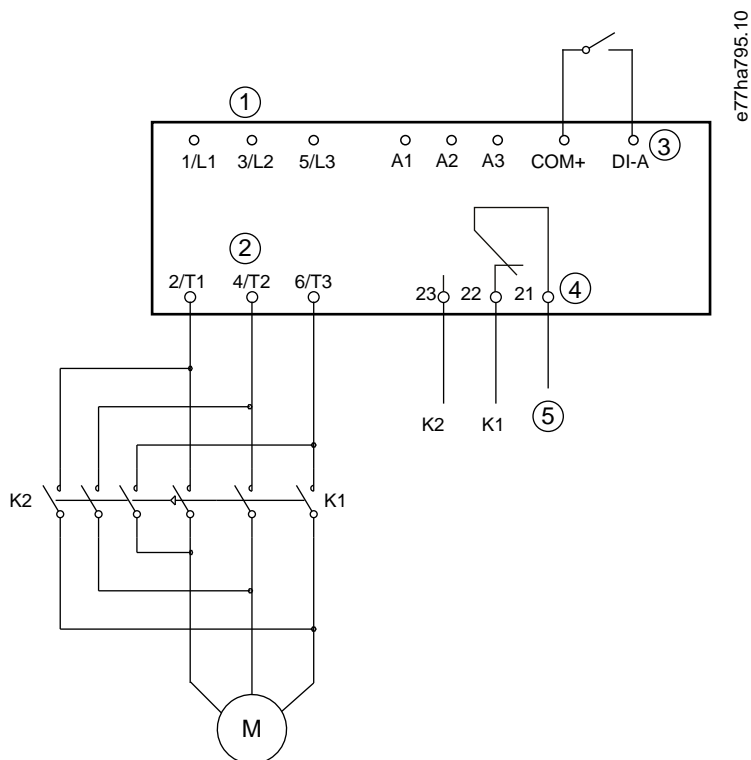 e77ha795.10
1
1/L1 3/L2 5/L3 A1 A2 A3 COM+ DI-A 3
2
2/T1 4/T2 6/T3 23 22 21 4
K2 K1 5
K2 K1
M